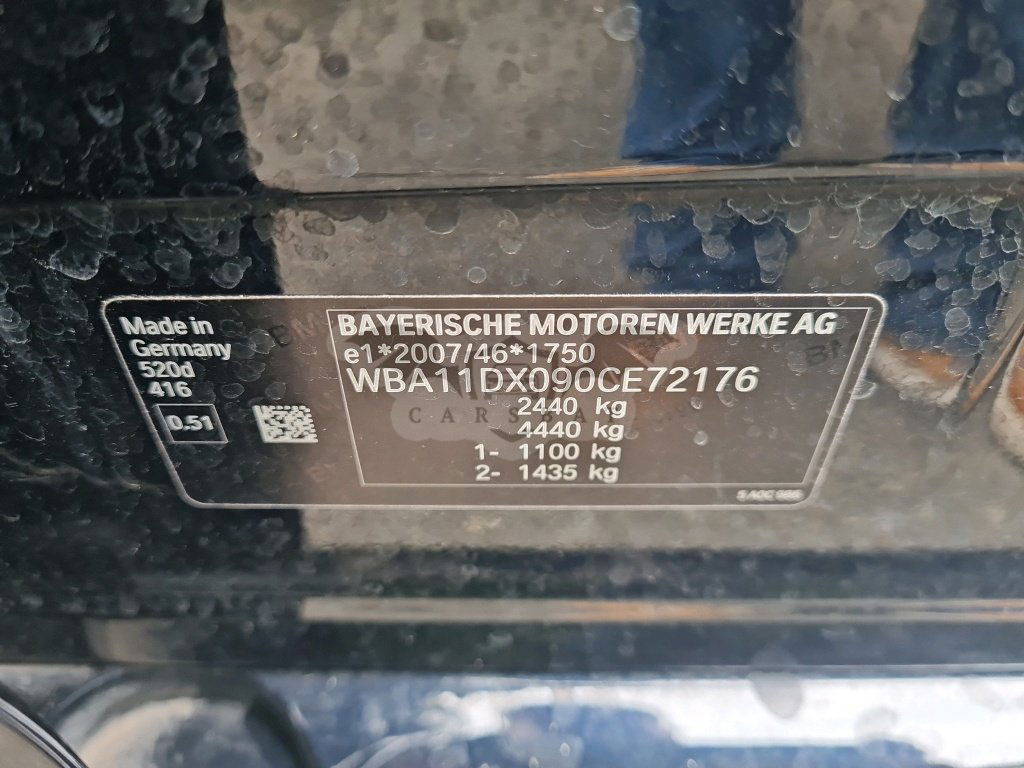 Made in
Germany
520d
416
0.51
BAYERISCHE MOTOREN WERKE AG
e1*2007/46*1750
WBA11DX090CE72176
2440 kg
4440 kg
1- 1100 kg
2- 1435 kg
CARSBA